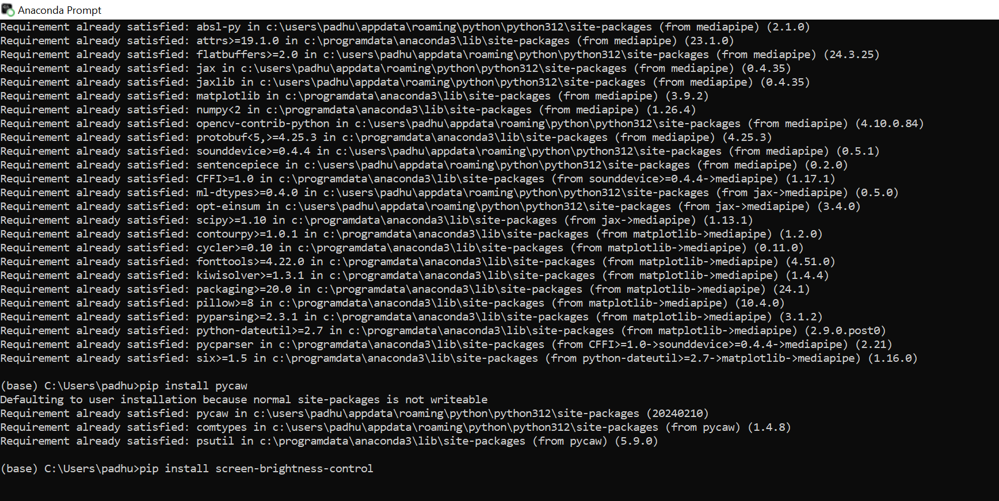 Anaconda Prompt
Requirement already satisfied: absl-py in c:\users\padhu\appdata\roaming\python\python312\site-packages (from mediapipe) (2.1.0)
Requirement already satisfied: attrs>=19.1.0 in c:\programdata\anaconda3\lib\site-packages (from mediapipe) (23.1.0)
Requirement already satisfied: flatbuffers>=2.0 in c:\users\padhu\appdata\roaming\python\python312\site-packages (from mediapipe) (24.3.25)
Requirement already satisfied: jax in c:\users\padhu\appdata\roaming\python\python312\site-packages (from mediapipe) (0.4.35)
Requirement already satisfied: jaxlib in c:\users\padhu\appdata\roaming\python\python312\site-packages (from mediapipe) (0.4.35)
Requirement already satisfied: matplotlib in c:\programdata\anaconda3\lib\site-packages (from mediapipe) (3.9.2)
Requirement already satisfied: numpy<2 in c:\programdata\anaconda3\lib\site-packages (from mediapipe) (1.26.4)
Requirement already satisfied: opencv-contrib-python in c:\users\padhu\appdata\roaming\python\python312\site-packages (from mediapipe) (4.10.0.84)
Requirement already satisfied: protobuf<5,>=4.25.3 in c:\programdata\anaconda3\lib\site-packages (from mediapipe) (4.25.3)
Requirement already satisfied: sounddevice>=0.4.4 in c:\users\padhu\appdata\roaming\python\python312\site-packages (from mediapipe) (0.5.1)
Requirement already satisfied: sentencepiece in c:\users\padhu\appdata\roaming\python\python312\site-packages (from mediapipe) (0.2.0)
Requirement already satisfied: CFFI>=1.0 in c:\programdata\anaconda3\lib\site-packages (from sounddevice>=0.4.4->mediapipe) (1.17.1)
Requirement already satisfied: ml-dtypes>=0.4.0 in c:\users\padhu\appdata\roaming\python\python312\site-packages (from jax->mediapipe) (0.5.0)
Requirement already satisfied: opt-einsum in c:\users\padhu\appdata\roaming\python\python312\site-packages (from jax->mediapipe) (3.4.0)
Requirement already satisfied: scipy>=1.10 in c:\programdata\anaconda3\lib\site-packages (from jax->mediapipe) (1.13.1)
Requirement already satisfied: contourpy>=1.0.1 in c:\programdata\anaconda3\lib\site-packages (from matplotlib->mediapipe) (1.2.0)
Requirement already satisfied: cycler>=0.10 in c:\programdata\anaconda3\lib\site-packages (from matplotlib->mediapipe) (0.11.0)
Requirement already satisfied: fonttools>=4.22.0 in c:\programdata\anaconda3\lib\site-packages (from matplotlib->mediapipe) (4.51.0)
Requirement already satisfied: kiwisolver>=1.3.1 in c:\programdata\anaconda3\lib\site-packages (from matplotlib->mediapipe) (1.4.4)
Requirement already satisfied: packaging>=20.0 in c:\programdata\anaconda3\lib\site-packages (from matplotlib->mediapipe) (24.1)
Requirement already satisfied: pillow>=8 in c:\programdata\anaconda3\lib\site-packages (from matplotlib->mediapipe) (10.4.0)
Requirement already satisfied: pyparsing>=2.3.1 in c:\programdata\anaconda3\lib\site-packages (from matplotlib->mediapipe) (3.1.2)
Requirement already satisfied: python-dateutil>=2.7 in c:\programdata\anaconda3\lib\site-packages (from matplotlib->mediapipe) (2.9.0.post0)
Requirement already satisfied: pycparser in c:\programdata\anaconda3\lib\site-packages (from CFFI>=1.0->sounddevice>=0.4.4->mediapipe) (2.21)
Requirement already satisfied: six>=1.5 in c:\programdata\anaconda3\lib\site-packages (from python-dateutil>=2.7->matplotlib->mediapipe) (1.16.0)
(base) C:\Users\padhu>pip install pycaw
Defaulting to user installation because normal site-packages is not writeable
Requirement already satisfied: pycaw in c:\users\padhu\appdata\roaming\python\python312\site-packages (20240210)
Requirement already satisfied: comtypes in c:\users\padhu\appdata\roaming\python\python312\site-packages (from pycaw) (1.4.8)
Requirement already satisfied: psutil in c:\programdata\anaconda3\lib\site-packages (from pycaw) (5.9.0)
(base) C:\Users\padhu>pip install screen-brightness-control